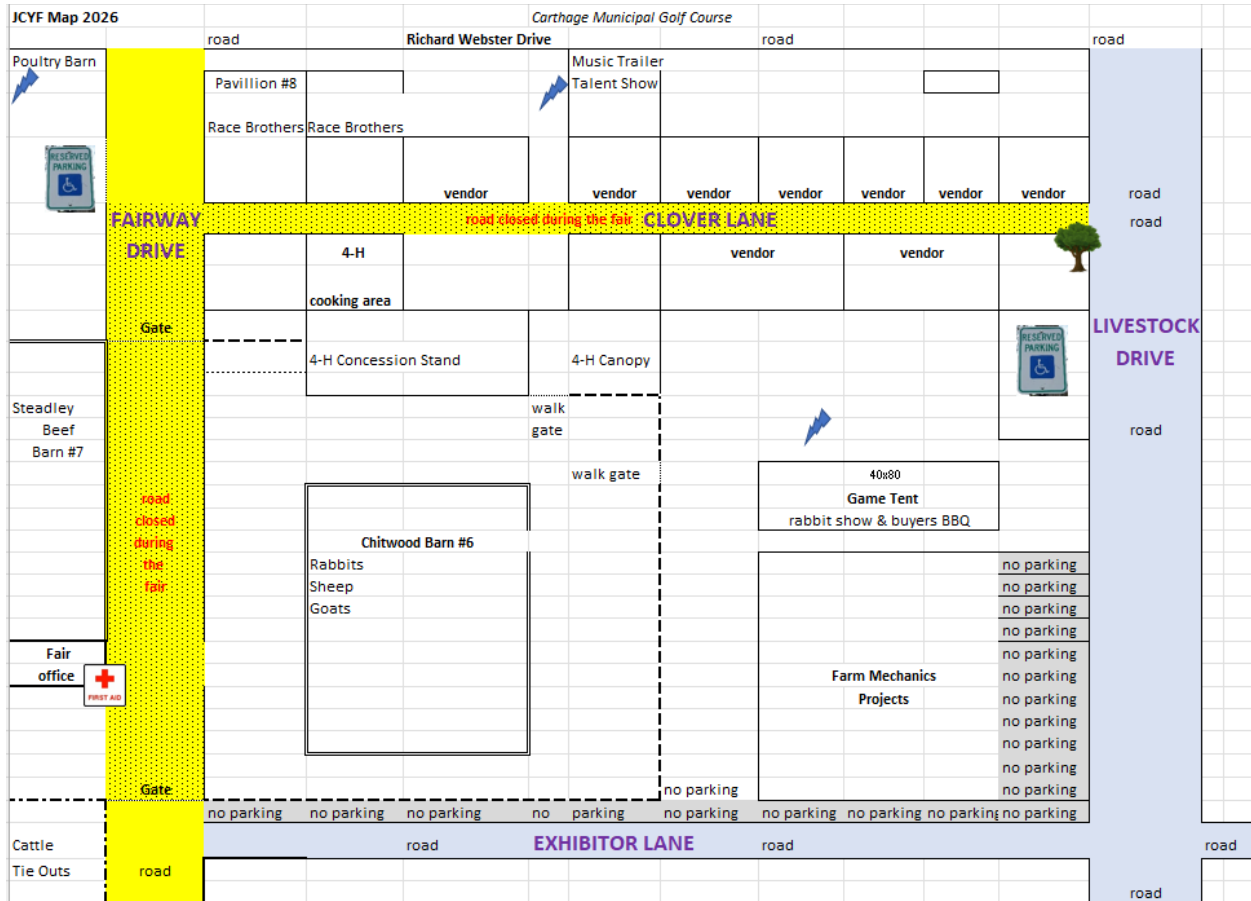 JCYF Map 2026
Carthage Municipal Golf Course
road Richard Webster Drive road road
Poultry Barn
Music Trailer
Pavillion #8
Talent Show
Race Brothers Race Brothers
RESERVED
PARKING
vendor vendor vendor vendor vendor vendor vendor road
FAIRWAY
DRIVE
road closed during the fair CLOVER LANE
road
4-H
cooking area
vendor vendor
Gate
LIVESTOCK
DRIVE
RESERVED
PARKING
4-H Concession Stand
4-H Canopy
Steadley
Beef
Barn #7
walk
gate
road
walk gate
40x80
Game Tent
rabbit show & buyers BBQ
road
closed
during
the
fair
Chitwood Barn #6
Rabbits
Sheep
Goats
no parking
no parking
no parking
no parking
no parking
no parking
no parking
no parking
no parking
no parking
no parking
Fair
office
FIRST AID
Farm Mechanics
Projects
Gate
no parking
no parking no parking no parking no parking no parking no parking no parking no parking no parking
Cattle
Tie Outs
road EXHIBITOR LANE road road
road
road